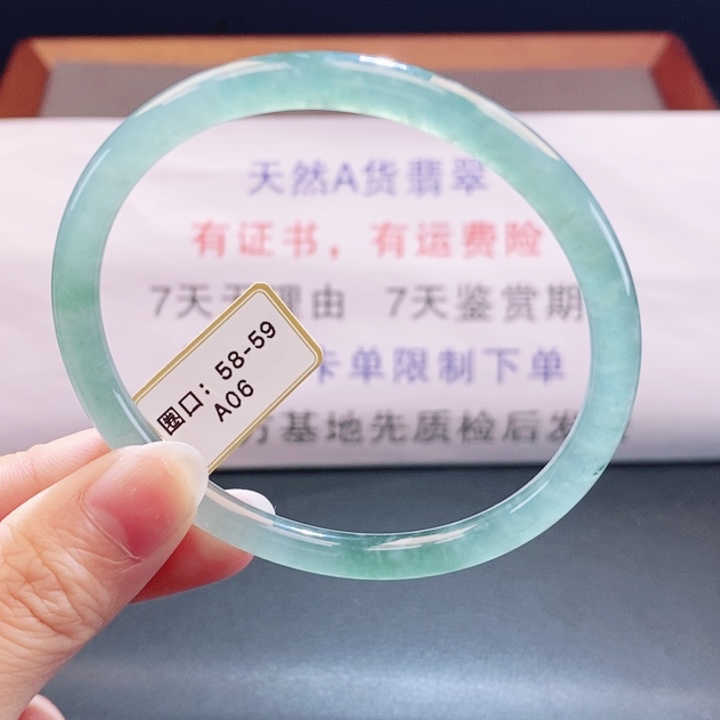 天然A货翡翠
有证书，有运费险
7天无理由 7天鉴赏期
卡单限制下单
方基地先质检后发
圈口：58-59
A06